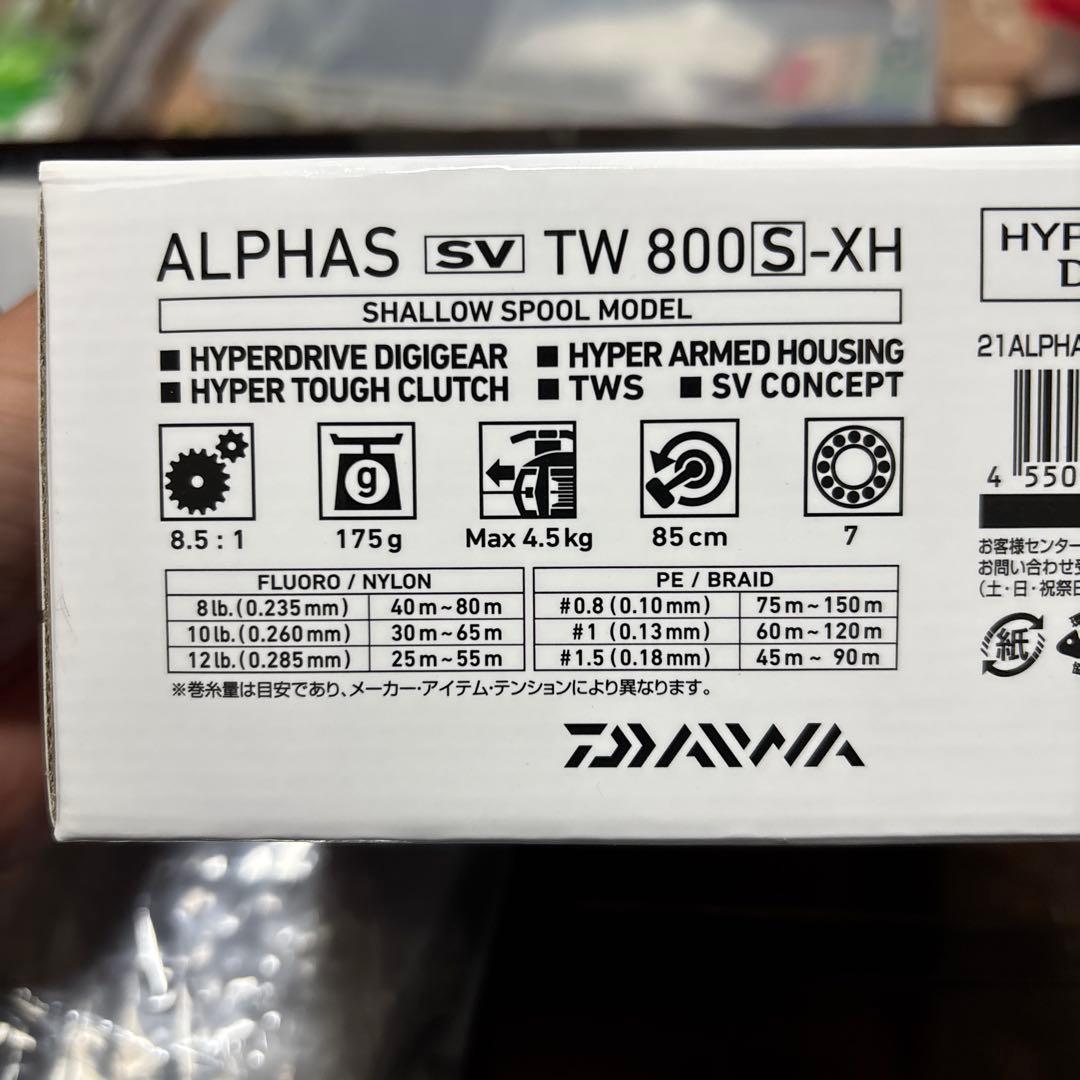 ALPHAS SV TW 800S-XH
SHALLOW SPOOL MODEL
■ HYPERDRIVE DIGIGEAR ■ HYPER ARMED HOUSING
■ HYPER TOUGH CLUTCH ■ TWS ■ SV CONCEPT
g
8.5 : 1 175g Max 4.5kg 85cm 7
FLUORO / NYLON
8lb.(0.235mm) 40m~80m
10lb.(0.260mm) 30m~65m
12lb.(0.285mm) 25m~55m
PE / BRAID
#0.8 (0.10mm) 75m~150m
#1 (0.13mm) 60m~120m
#1.5 (0.18mm) 45m~ 90m
※巻糸量は目安であり、メーカー・アイテム・テンションにより異なります。
DAIWA
HYP
D
21ALPHA
4 550
お客様センター
お問い合わせ受
(土・日・祝祭日
紙